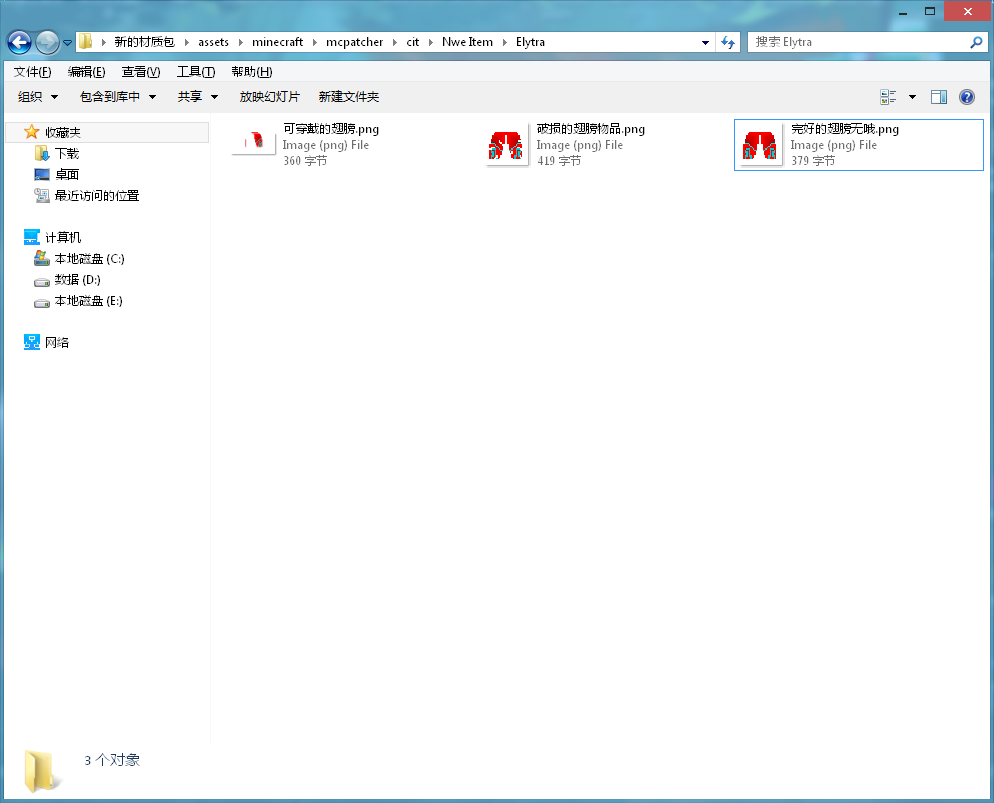 新的材质包 assets minecraft mcpatcher cit Nwe Item Elytra
搜索 Elytra
文件(F) 编辑(E) 查看(V) 工具(T) 帮助(H)
组织 包含到库中 共享 放映幻灯片 新建文件夹
收藏夹
下载
桌面
最近访问的位置
计算机
本地磁盘 (C:)
数据 (D:)
本地磁盘 (E:)
网络
可穿戴的翅膀.png
Image (png) File
360 字节
破损的翅膀物品.png
Image (png) File
419 字节
完好的翅膀无哦.png
Image (png) File
379 字节
3 个对象